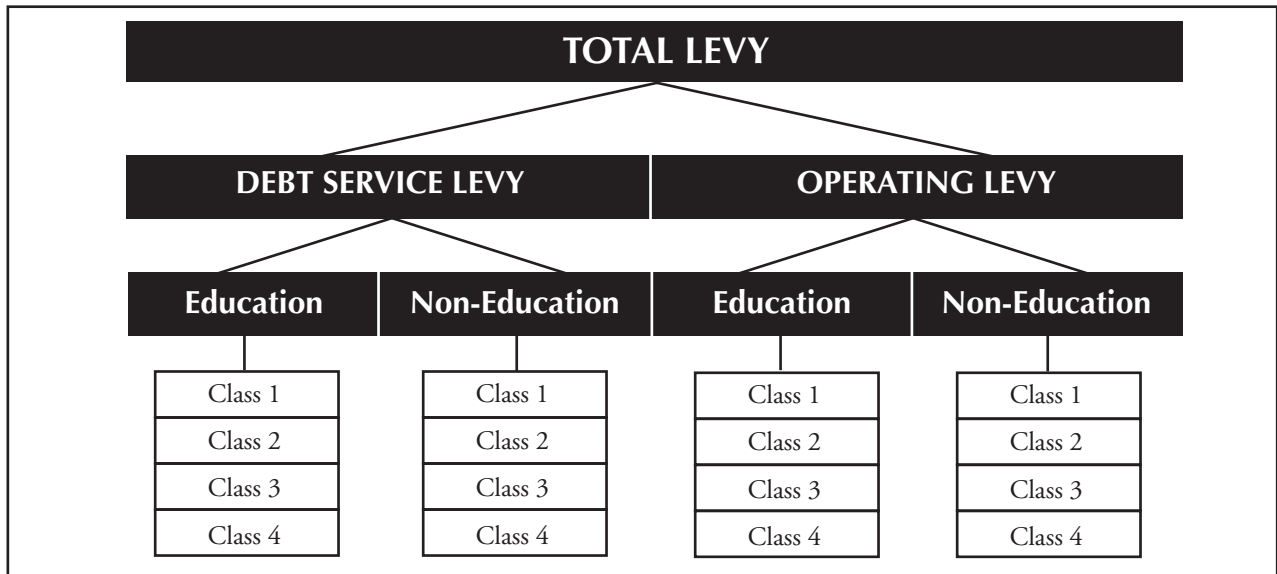 TOTAL LEVY
DEBT SERVICE LEVY
OPERATING LEVY
Education
Non-Education
Education
Non-Education
Class 1
Class 2
Class 3
Class 4
Class 1
Class 2
Class 3
Class 4
Class 1
Class 2
Class 3
Class 4
Class 1
Class 2
Class 3
Class 4